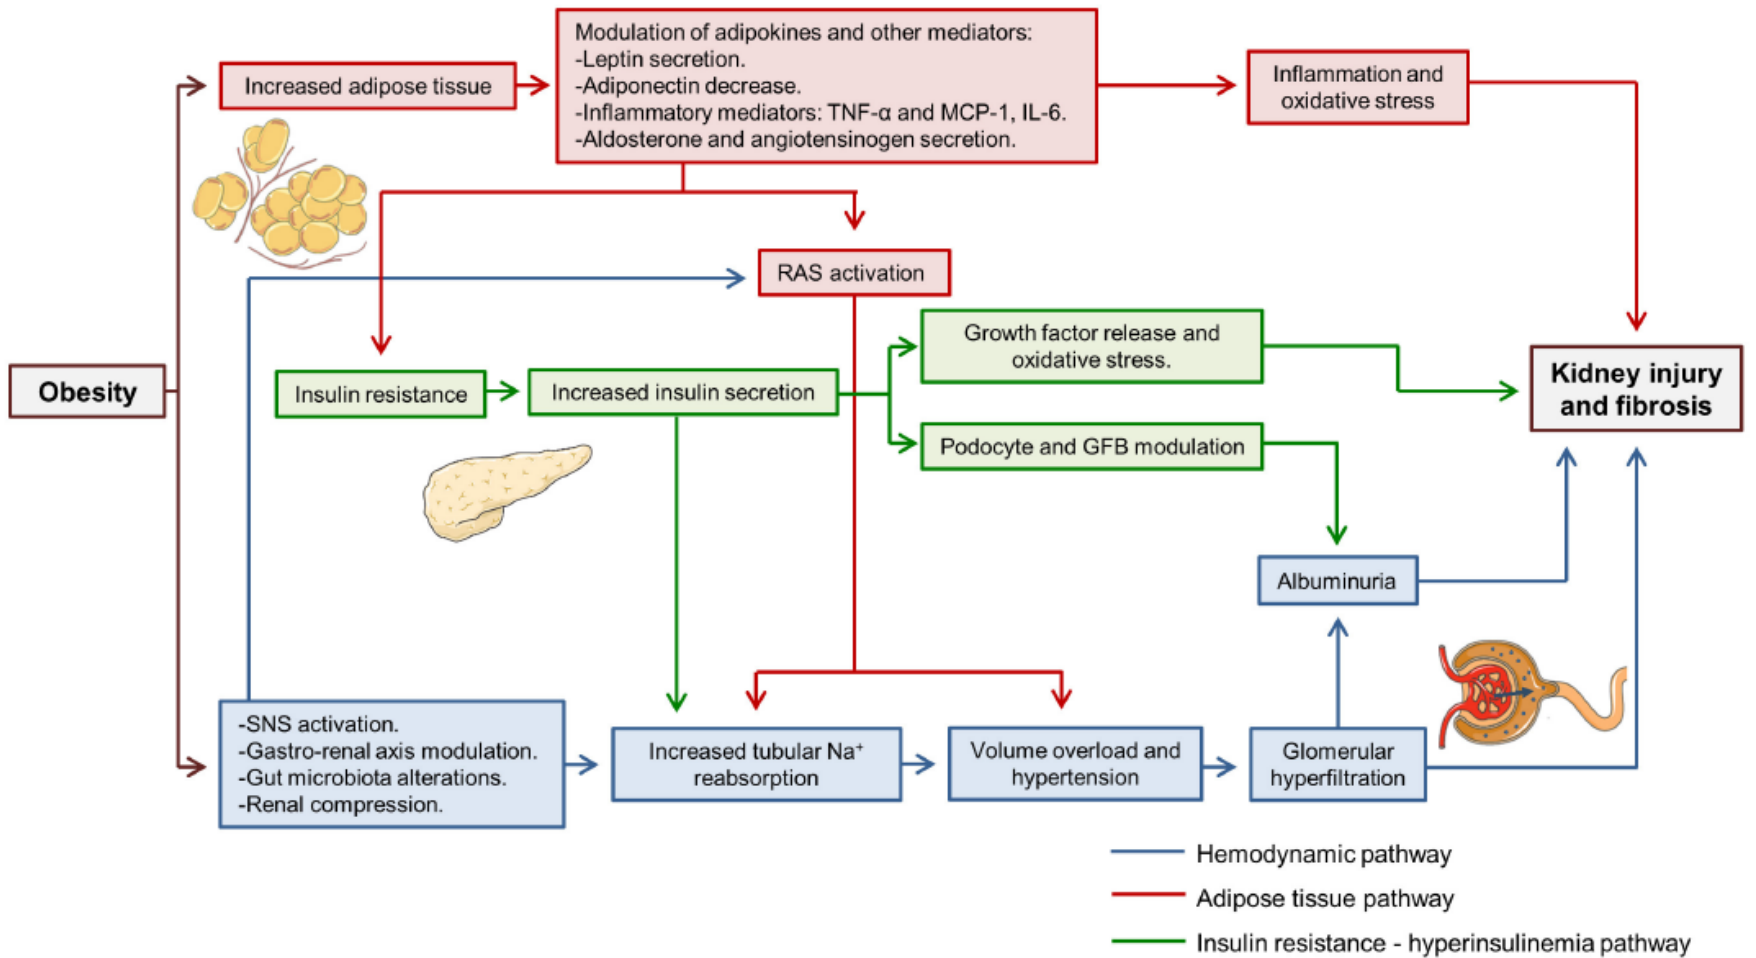 Modulation of adipokines and other mediators:
-Leptin secretion.
-Adiponectin decrease.
-Inflammatory mediators: TNF-α and MCP-1, IL-6.
-Aldosterone and angiotensinogen secretion.
Increased adipose tissue
Inflammation and
oxidative stress
RAS activation
Growth factor release and
oxidative stress.
Obesity
Insulin resistance
Increased insulin secretion
Kidney injury
and fibrosis
Podocyte and GFB modulation
Albuminuria
-SNS activation.
-Gastro-renal axis modulation.
-Gut microbiota alterations.
-Renal compression.
Increased tubular Na⁺
reabsorption
Volume overload and
hypertension
Glomerular
hyperfiltration
Hemodynamic pathway
Adipose tissue pathway
Insulin resistance - hyperinsulinemia pathway